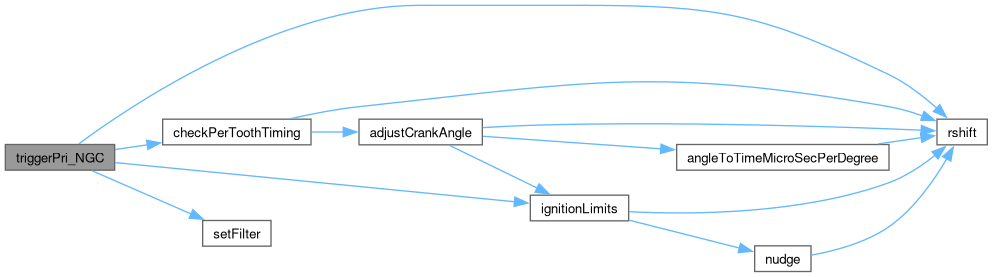 triggerPri_NGC
checkPerToothTiming
setFilter
adjustCrankAngle
ignitionLimits
angleToTimeMicroSecPerDegree
nudge
rshift